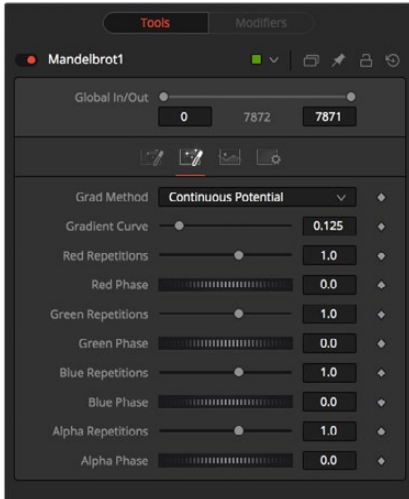 Tools Modifiers
Mandelbrot1
Global In/Out
0 7872 7871
Grad Method Continuous Potential
Gradient Curve 0.125
Red Repetitions 1.0
Red Phase 0.0
Green Repetitions 1.0
Green Phase 0.0
Blue Repetitions 1.0
Blue Phase 0.0
Alpha Repetitions 1.0
Alpha Phase 0.0